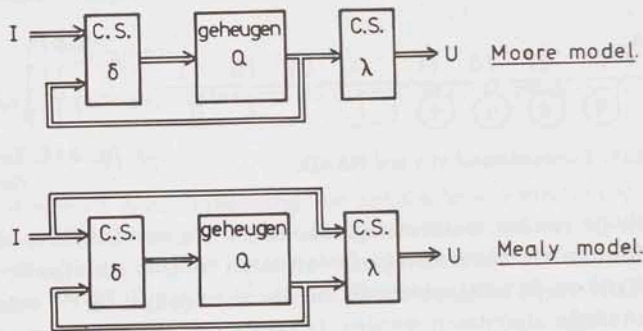 C.S.
geheugen
C.S.
I
δ
Q
λ
U
Moore model.
C.S.
geheugen
C.S.
I
δ
Q
λ
U
Mealy model.